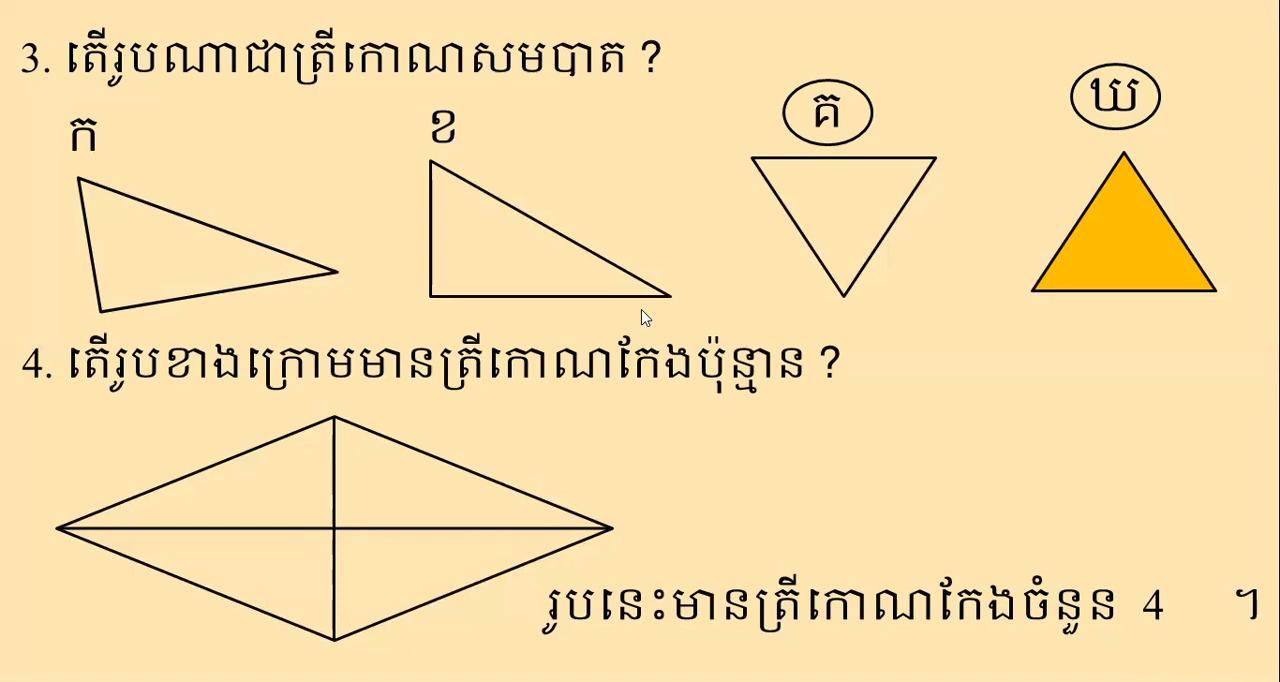 3. តើរូបណាជាត្រីកោណសមបាត ?
ក ខ គ ឃ
4. តើរូបខាងក្រោមមានត្រីកោណកែងប៉ុន្មាន ?
រូបនេះមានត្រីកោណកែងចំនួន 4 ។